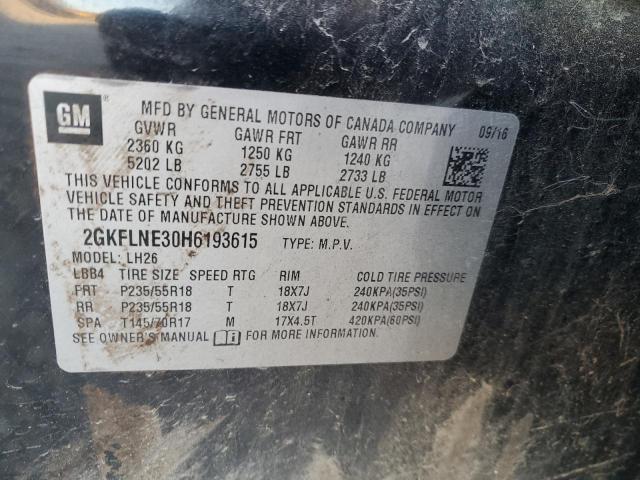 GM ® MFD BY GENERAL MOTORS OF CANADA COMPANY 09/16
GVWR GAWR FRT GAWR RR
2360 KG 1250 KG 1240 KG
5202 LB 2755 LB 2733 LB
THIS VEHICLE CONFORMS TO ALL APPLICABLE U.S. FEDERAL MOTOR
VEHICLE SAFETY AND THEFT PREVENTION STANDARDS IN EFFECT ON
THE DATE OF MANUFACTURE SHOWN ABOVE.
2GKFLNE30H6193615 TYPE: M.P.V.
MODEL: LH26
LBB4 TIRE SIZE SPEED RTG RIM COLD TIRE PRESSURE
FRT P235/55R18 T 18X7J 240KPA(35PSI)
RR P235/55R18 T 18X7J 240KPA(35PSI)
SPA T145/70R17 M 17X4.5T 420KPA(60PSI)
SEE OWNER'S MANUAL FOR MORE INFORMATION.